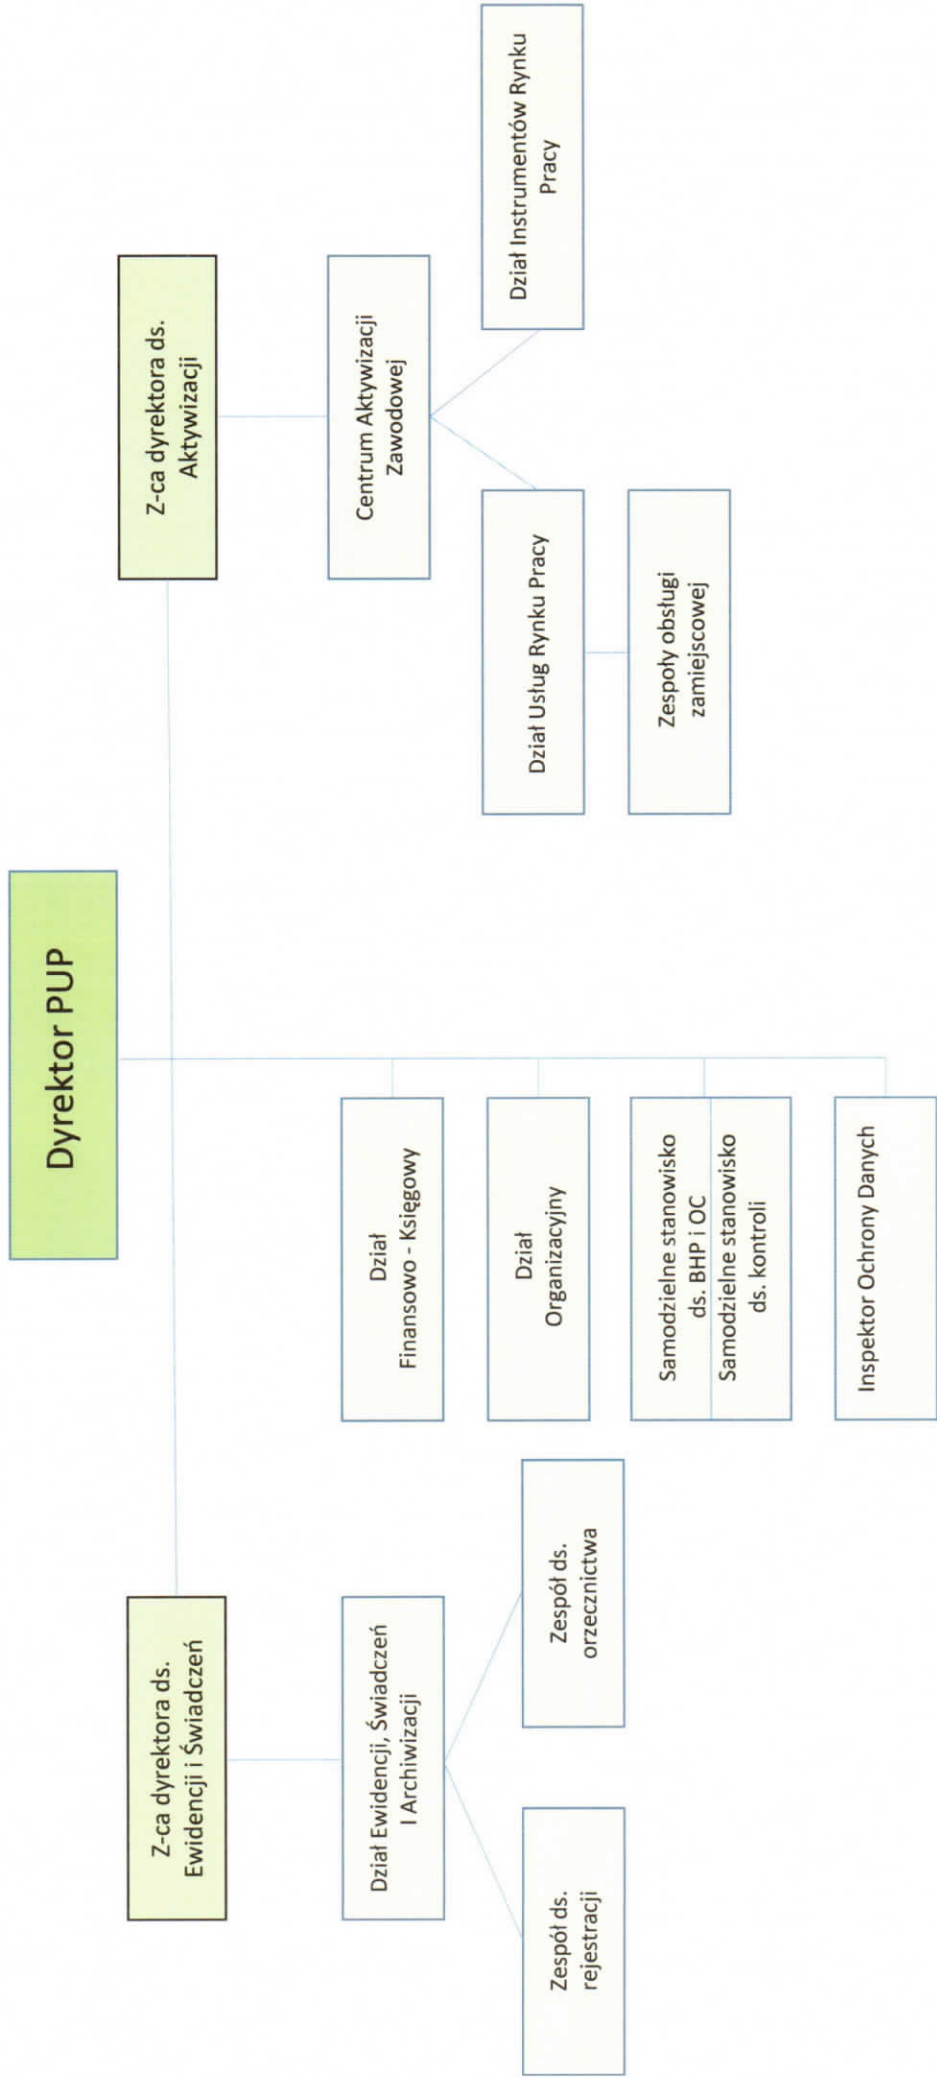 Dyrektor PUP
Z-ca dyrektora ds.
Ewidencji i Świadczeń
Dział Ewidencji, Świadczeń
I Archiwizacji
Zespół ds.
rejestracji
Zespół ds.
orzecznictwa
Dział
Finansowo - Księgowy
Dział
Organizacyjny
Samodzielne stanowisko
ds. BHP i OC
Samodzielne stanowisko
ds. kontroli
Inspektor Ochrony Danych
Z-ca dyrektora ds.
Aktywizacji
Centrum Aktywizacji
Zawodowej
Dział Usług Rynku Pracy
Zespoły obsługi
zamiejscowej
Dział Instrumentów Rynku
Pracy